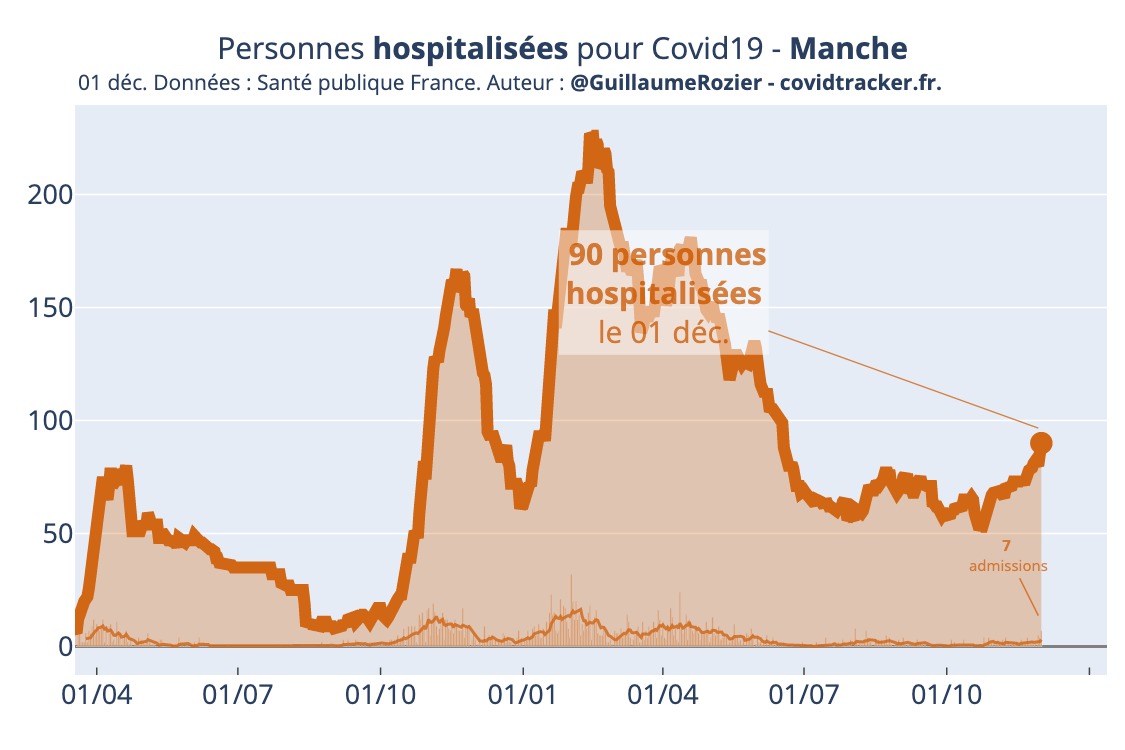 Personnes hospitalisées pour Covid19 - Manche
01 déc. Données : Santé publique France. Auteur : @GuillaumeRozier - covidtracker.fr.
200
150
100
50
0
90 personnes
hospitalisées
le 01 déc.
7
admissions
01/04
01/07
01/10
01/01
01/04
01/07
01/10